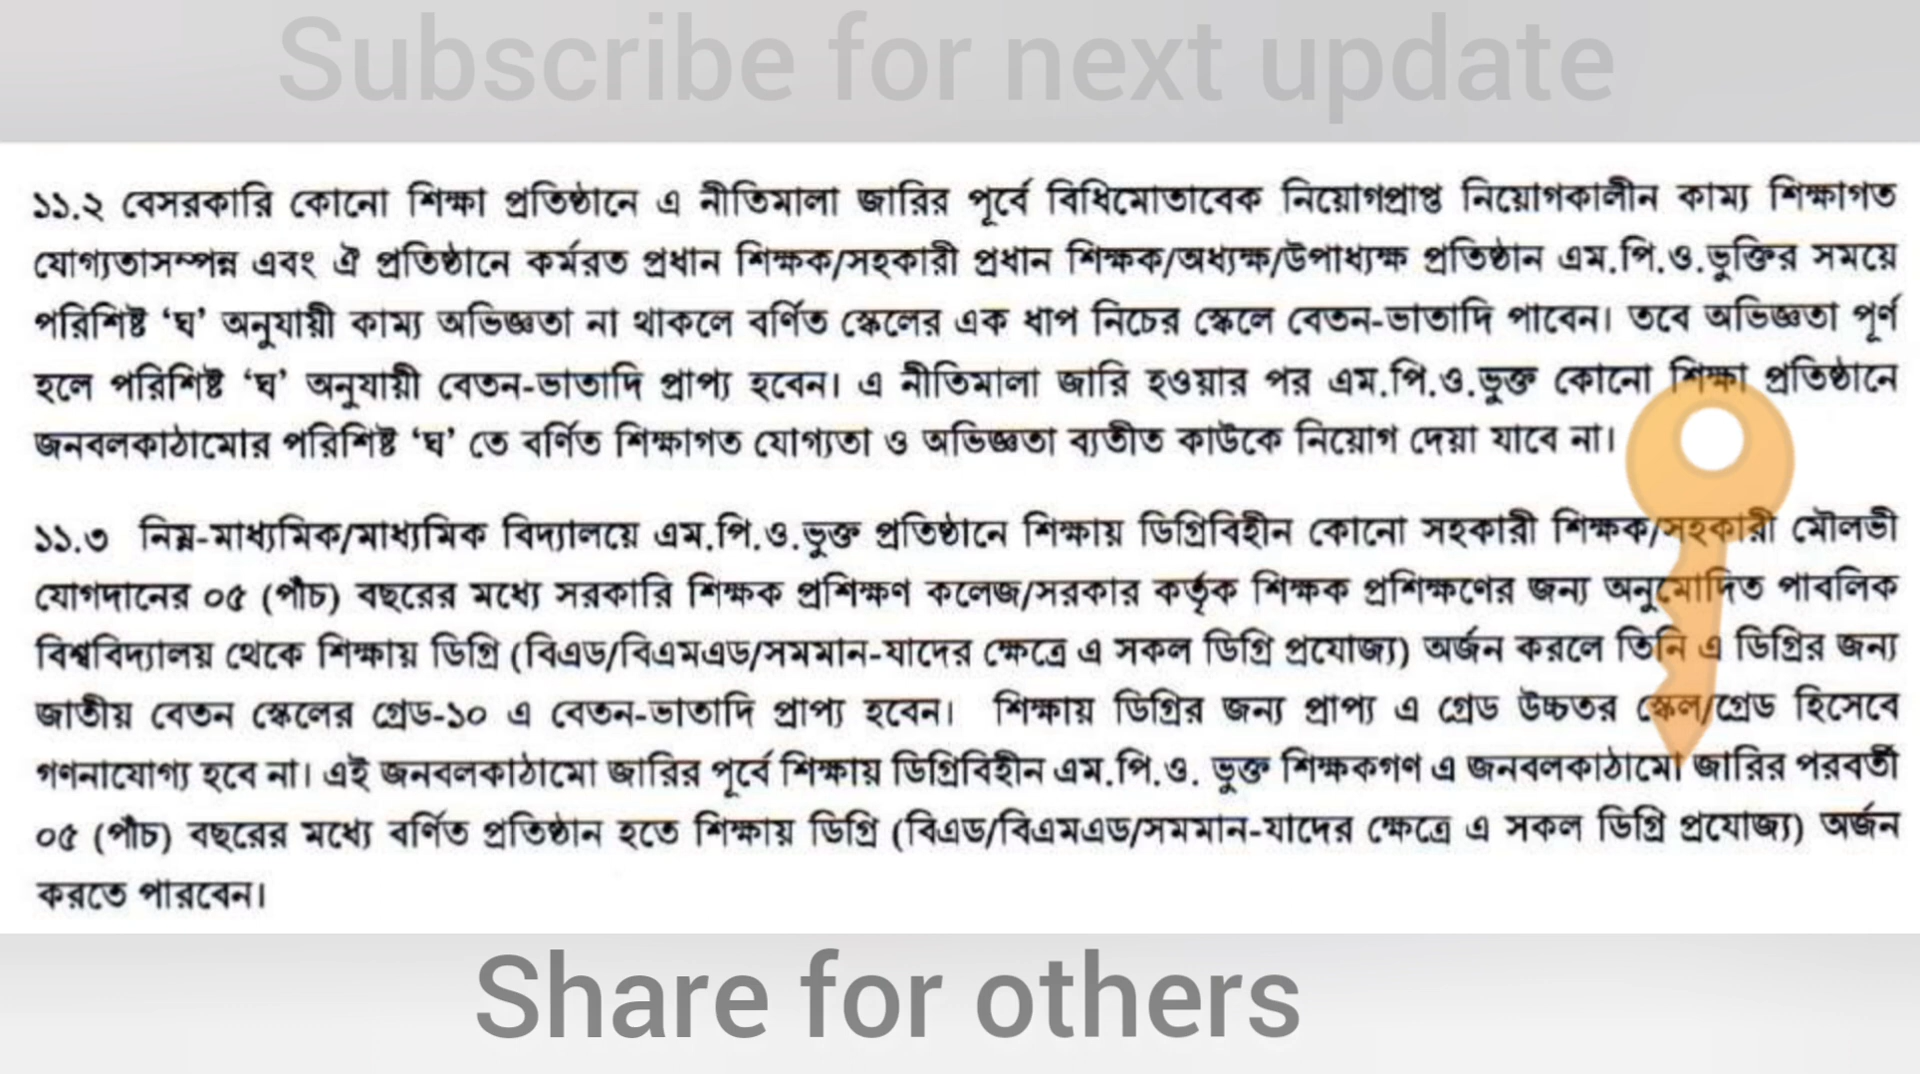 Subscribe for next update
১১.২ বেসরকারি কোনো শিক্ষা প্রতিষ্ঠানে এ নীতিমালা জারির পূর্বে বিধিমোতাবেক নিয়োগপ্রাপ্ত নিয়োগকালীন কাম্য শিক্ষাগত
যোগ্যতাসম্পন্ন এবং ঐ প্রতিষ্ঠানে কর্মরত প্রধান শিক্ষক/সহকারী প্রধান শিক্ষক/অধ্যক্ষ/উপাধ্যক্ষ প্রতিষ্ঠান এম.পি.ও.ভুক্তির সময়ে
পরিশিষ্ট ‘ঘ’ অনুযায়ী কাম্য অভিজ্ঞতা না থাকলে বর্ণিত স্কেলের এক ধাপ নিচের স্কেলে বেতন-ভাতাদি পাবেন। তবে অভিজ্ঞতা পূর্ণ
হলে পরিশিষ্ট ‘ঘ’ অনুযায়ী বেতন-ভাতাদি প্রাপ্য হবেন। এ নীতিমালা জারি হওয়ার পর এম.পি.ও.ভুক্ত কোনো শিক্ষা প্রতিষ্ঠানে
জনবলকাঠামোর পরিশিষ্ট ‘ঘ’ তে বর্ণিত শিক্ষাগত যোগ্যতা ও অভিজ্ঞতা ব্যতীত কাউকে নিয়োগ দেয়া যাবে না।
১১.৩ নিম্ন-মাধ্যমিক/মাধ্যমিক বিদ্যালয়ে এম.পি.ও.ভুক্ত প্রতিষ্ঠানে শিক্ষায় ডিগ্রিবিহীন কোনো সহকারী শিক্ষক/সহকারী মৌলভী
যোগদানের ০৫ (পাঁচ) বছরের মধ্যে সরকারি শিক্ষক প্রশিক্ষণ কলেজ/সরকার কর্তৃক শিক্ষক প্রশিক্ষণের জন্য অনুমোদিত পাবলিক
বিশ্ববিদ্যালয় থেকে শিক্ষায় ডিগ্রি (বিএড/বিএমএড/সমমান-যাদের ক্ষেত্রে এ সকল ডিগ্রি প্রযোজ্য) অর্জন করলে তিনি এ ডিগ্রির জন্য
জাতীয় বেতন স্কেলের গ্রেড-১০ এ বেতন-ভাতাদি প্রাপ্য হবেন। শিক্ষায় ডিগ্রির জন্য প্রাপ্য এ গ্রেড উচ্চতর স্কেল/গ্রেড হিসেবে
গণনাযোগ্য হবে না। এই জনবলকাঠামো জারির পূর্বে শিক্ষায় ডিগ্রিবিহীন এম.পি.ও. ভুক্ত শিক্ষকগণ এ জনবলকাঠামো জারির পরবর্তী
০৫ (পাঁচ) বছরের মধ্যে বর্ণিত প্রতিষ্ঠান হতে শিক্ষায় ডিগ্রি (বিএড/বিএমএড/সমমান-যাদের ক্ষেত্রে এ সকল ডিগ্রি প্রযোজ্য) অর্জন
করতে পারবেন।
Share for others